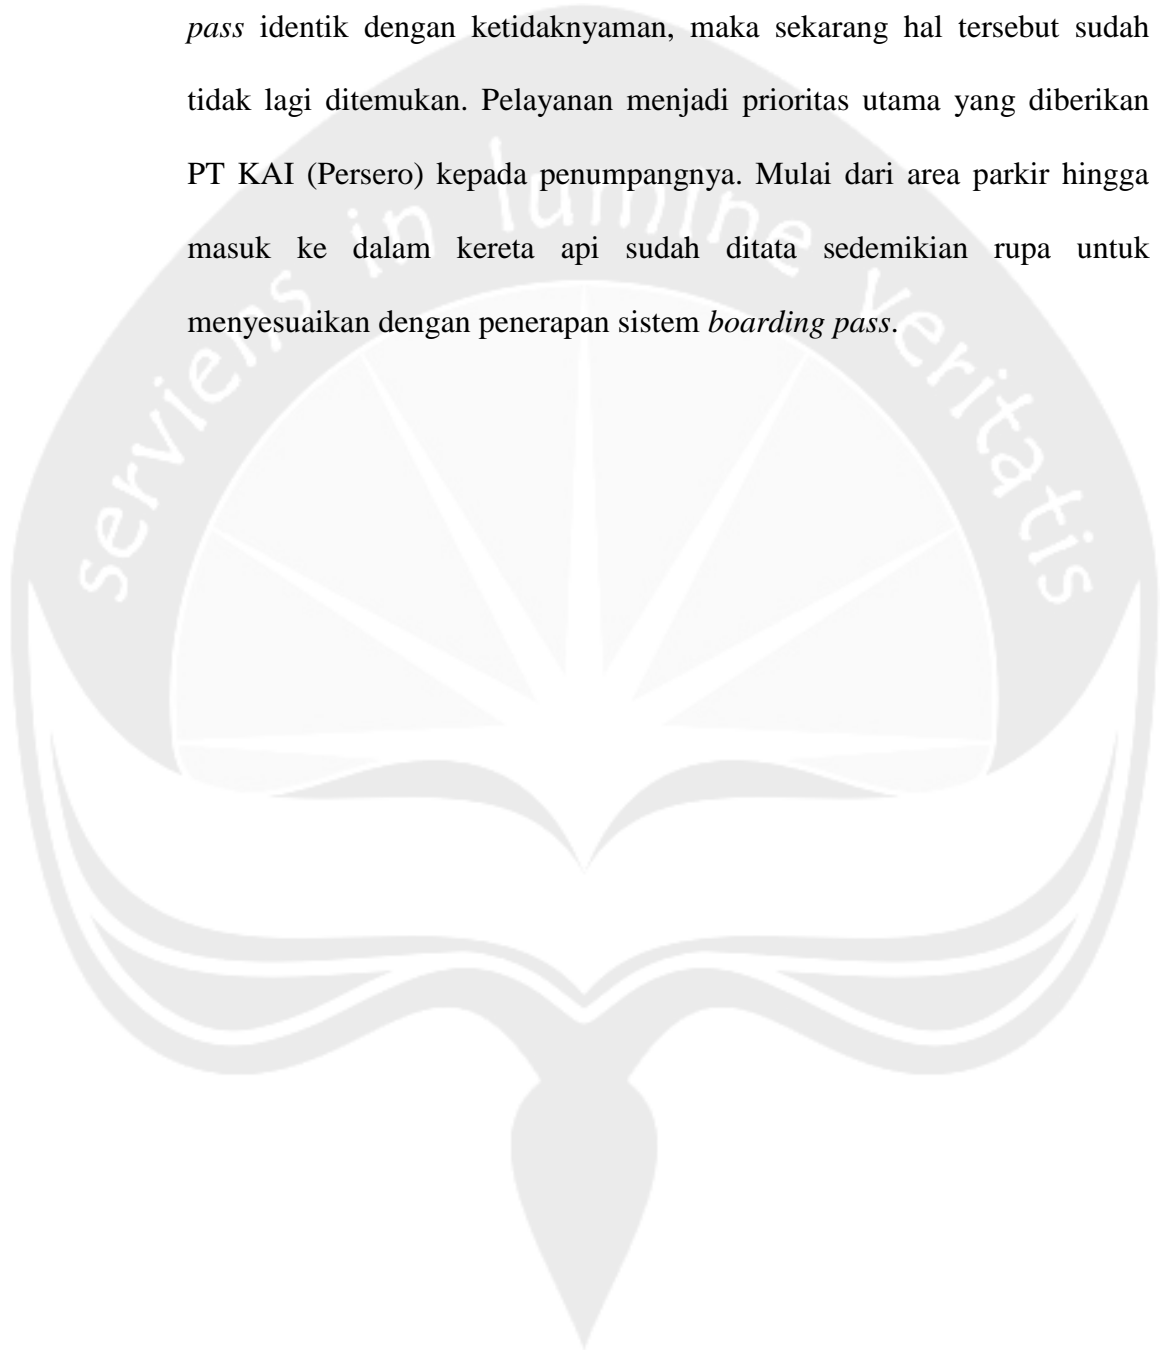 pass identik dengan ketidaknyaman, maka sekarang hal tersebut sudah
tidak lagi ditemukan. Pelayanan menjadi prioritas utama yang diberikan
PT KAI (Persero) kepada penumpangnya. Mulai dari area parkir hingga
masuk ke dalam kereta api sudah ditata sedemikian rupa untuk
menyesuaikan dengan penerapan sistem boarding pass.
serviens in lumine veritatis